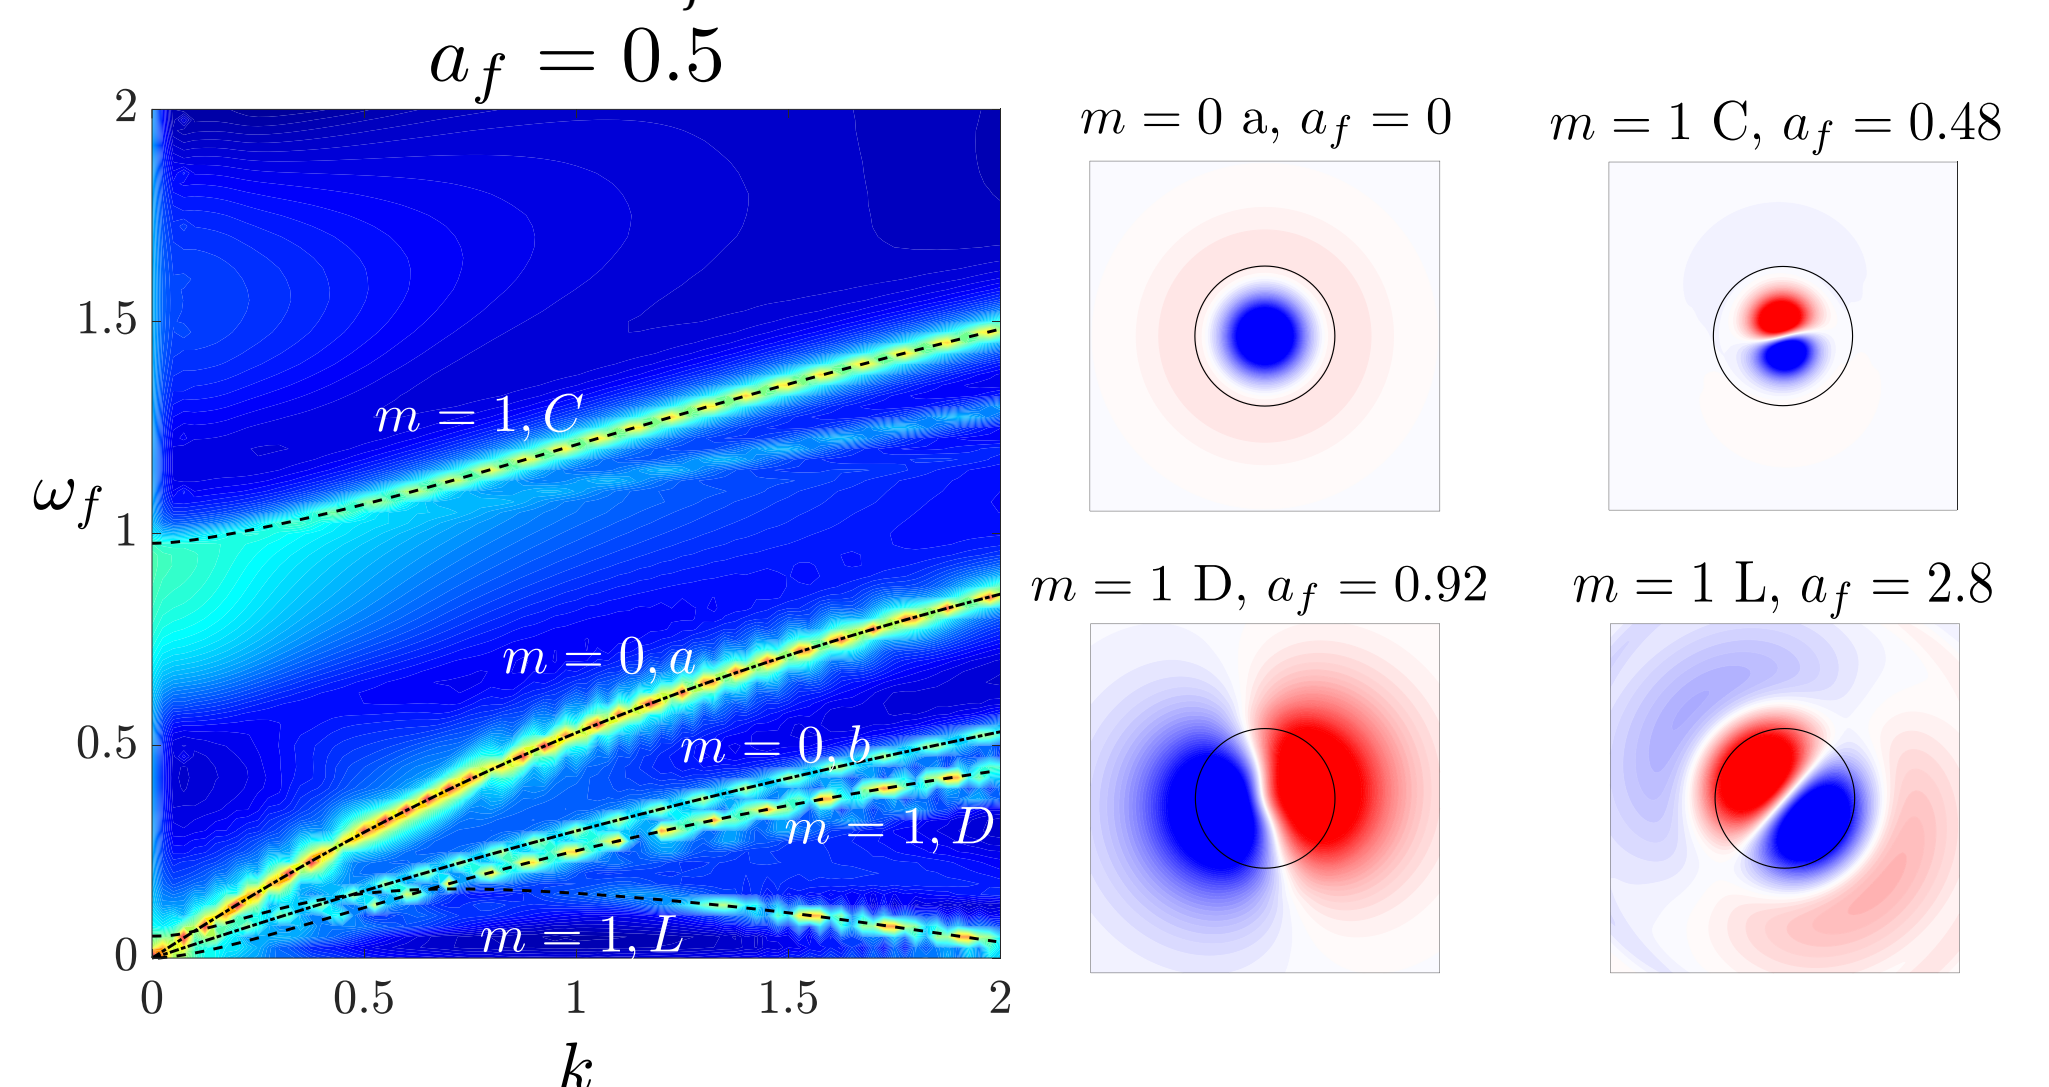 a_f = 0.5
2
1.5
1
0.5
0
ω_f
m = 1, C
m = 0, a
m = 0, b
m = 1, D
m = 1, L
0 0.5 1 1.5 2
k
m = 0 a, a_f = 0
m = 1 C, a_f = 0.48
m = 1 D, a_f = 0.92
m = 1 L, a_f = 2.8